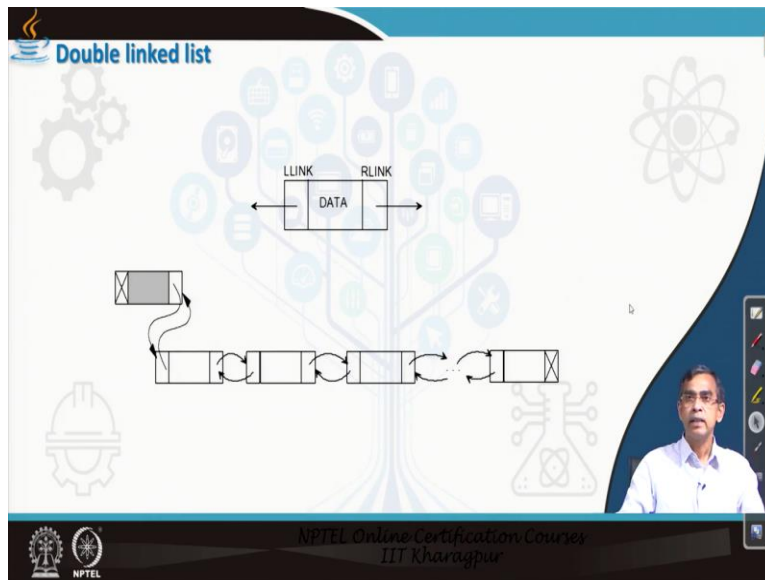 Double linked list
LLINK RLINK
DATA
. . .
NPTEL Online Certification Courses
IIT Kharagpur
NPTEL